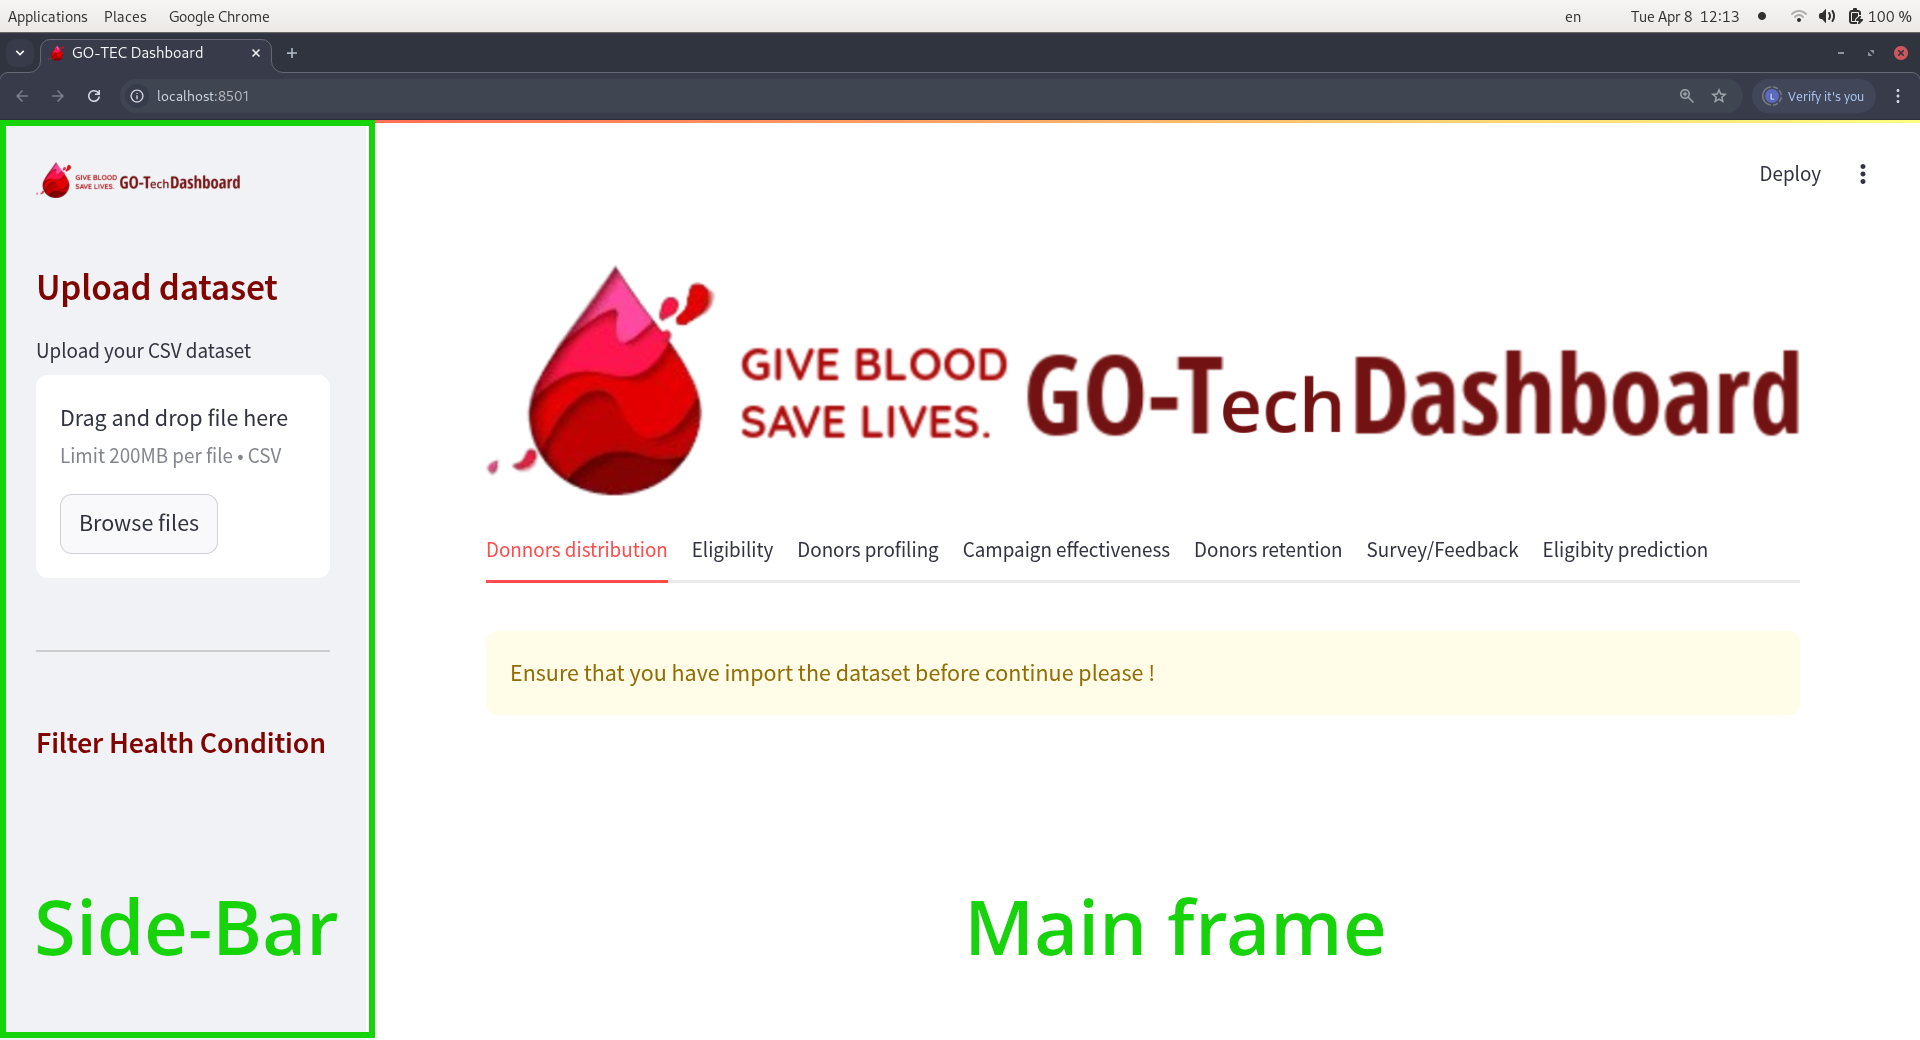 Applications Places Google Chrome en Tue Apr 8 12:13 100 %
GO-TEC Dashboard
localhost:8501 L Verify it's you
GIVE BLOOD
SAVE LIVES. GO-TechDashboard
Upload dataset
Upload your CSV dataset
Drag and drop file here
Limit 200MB per file • CSV
Browse files
Filter Health Condition
Side-Bar
Deploy
GIVE BLOOD
SAVE LIVES. GO-TechDashboard
Donnors distribution Eligibility Donors profiling Campaign effectiveness Donors retention Survey/Feedback Eligibity prediction
Ensure that you have import the dataset before continue please !
Main frame